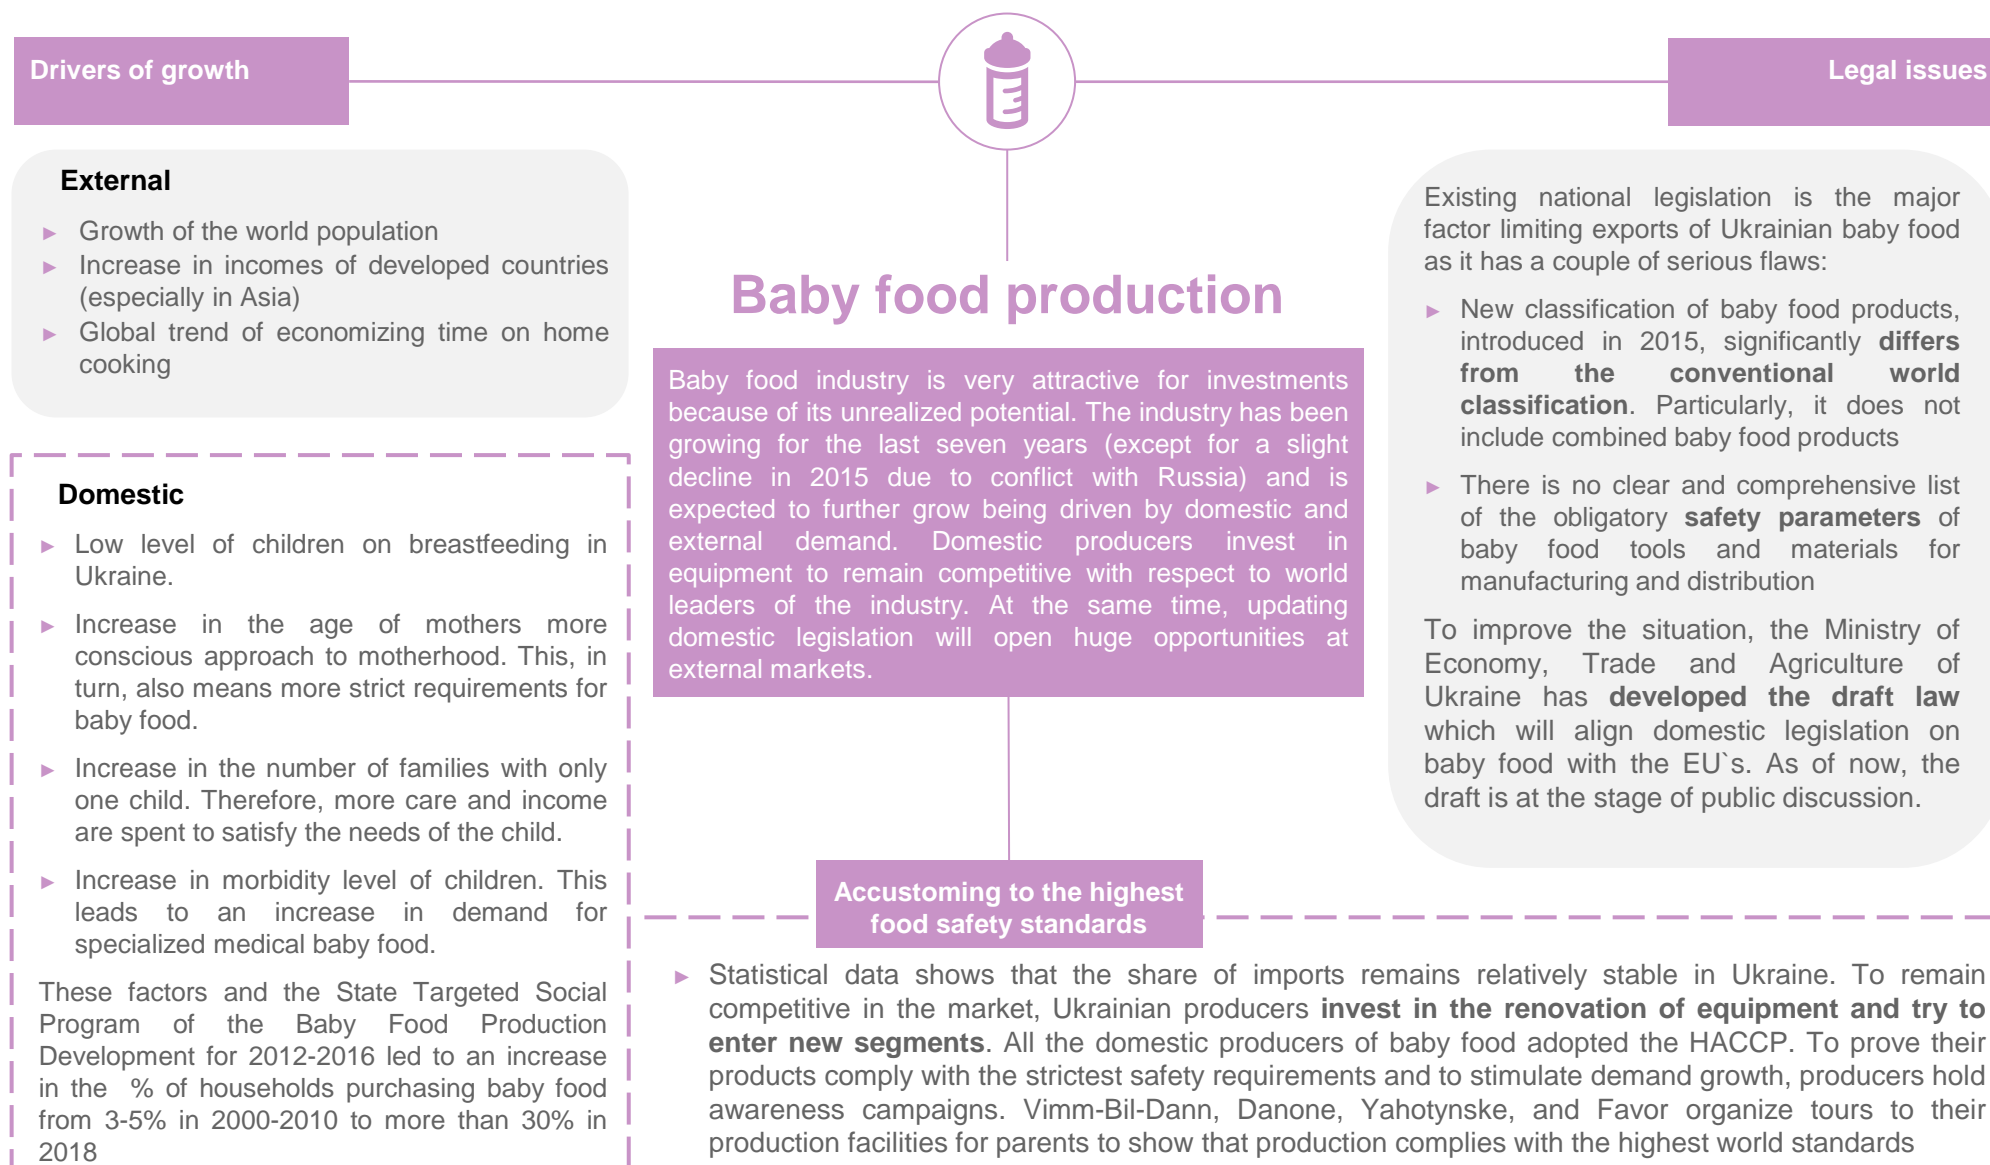 Drivers of growth
Legal issues
External
► Growth of the world population
► Increase in incomes of developed countries
(especially in Asia)
► Global trend of economizing time on home
cooking
Domestic
► Low level of children on breastfeeding in
Ukraine.
► Increase in the age of mothers more
conscious approach to motherhood. This, in
turn, also means more strict requirements for
baby food.
► Increase in the number of families with only
one child. Therefore, more care and income
are spent to satisfy the needs of the child.
► Increase in morbidity level of children. This
leads to an increase in demand for
specialized medical baby food.
These factors and the State Targeted Social
Program of the Baby Food Production
Development for 2012-2016 led to an increase
in the % of households purchasing baby food
from 3-5% in 2000-2010 to more than 30% in
2018
Baby food production
Baby food industry is very attractive for investments
because of its unrealized potential. The industry has been
growing for the last seven years (except for a slight
decline in 2015 due to conflict with Russia) and is
expected to further grow being driven by domestic and
external demand. Domestic producers invest in
equipment to remain competitive with respect to world
leaders of the industry. At the same time, updating
domestic legislation will open huge opportunities at
external markets.
Existing national legislation is the major
factor limiting exports of Ukrainian baby food
as it has a couple of serious flaws:
► New classification of baby food products,
introduced in 2015, significantly differs
from the conventional world
classification. Particularly, it does not
include combined baby food products
► There is no clear and comprehensive list
of the obligatory safety parameters of
baby food tools and materials for
manufacturing and distribution
To improve the situation, the Ministry of
Economy, Trade and Agriculture of
Ukraine has developed the draft law
which will align domestic legislation on
baby food with the EU`s. As of now, the
draft is at the stage of public discussion.
Accustoming to the highest
food safety standards
► Statistical data shows that the share of imports remains relatively stable in Ukraine. To remain
competitive in the market, Ukrainian producers invest in the renovation of equipment and try to
enter new segments. All the domestic producers of baby food adopted the HACCP. To prove their
products comply with the strictest safety requirements and to stimulate demand growth, producers hold
awareness campaigns. Vimm-Bil-Dann, Danone, Yahotynske, and Favor organize tours to their
production facilities for parents to show that production complies with the highest world standards